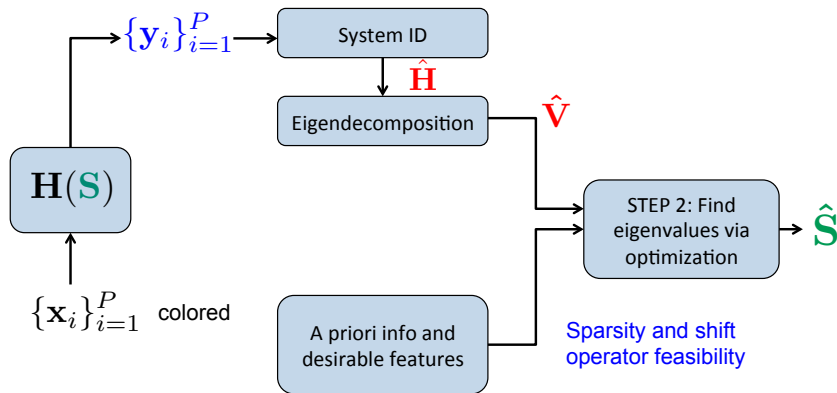 {y_i}_{i=1}^P
System ID
Ĥ
Eigendecomposition
V̂
H(S)
STEP 2: Find
eigenvalues via
optimization
Ŝ
{x_i}_{i=1}^P colored
A priori info and
desirable features
Sparsity and shift
operator feasibility